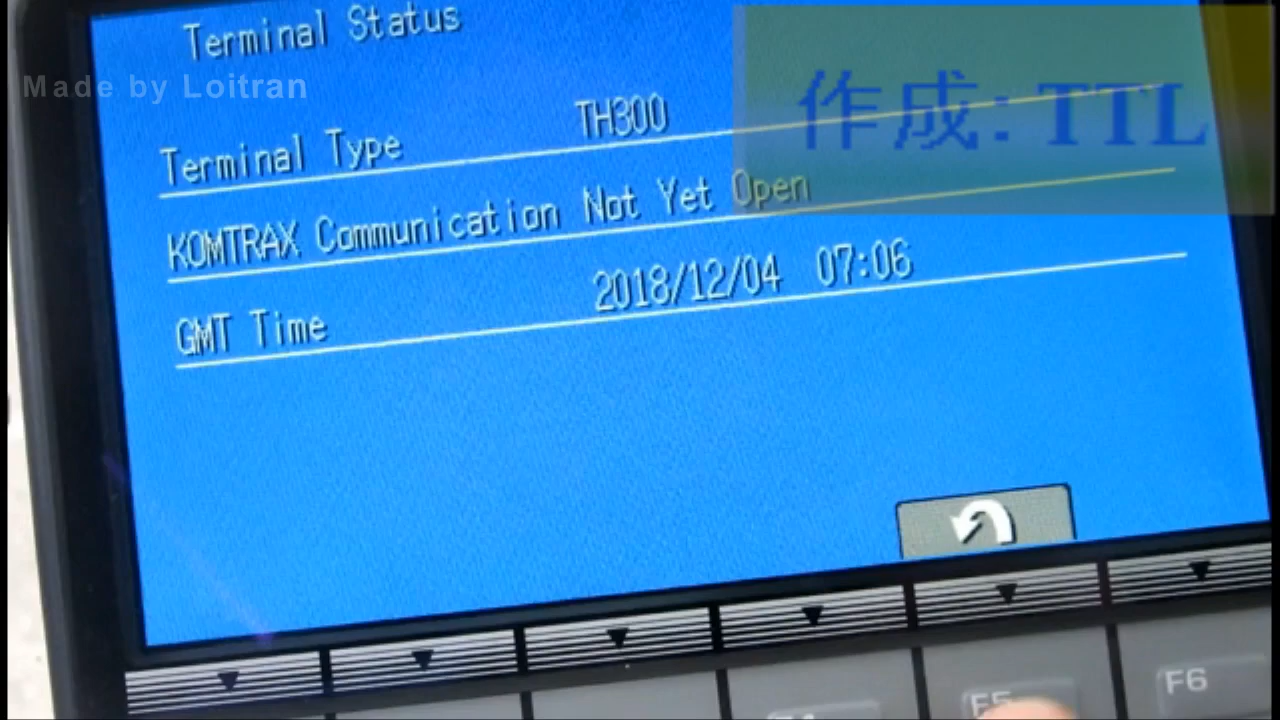 Terminal Status
Made by Loitran
作成: TTL
Terminal Type TH300
KOMTRAX Communication Not Yet Open
GMT Time 2018/12/04 07:06
F5 F6